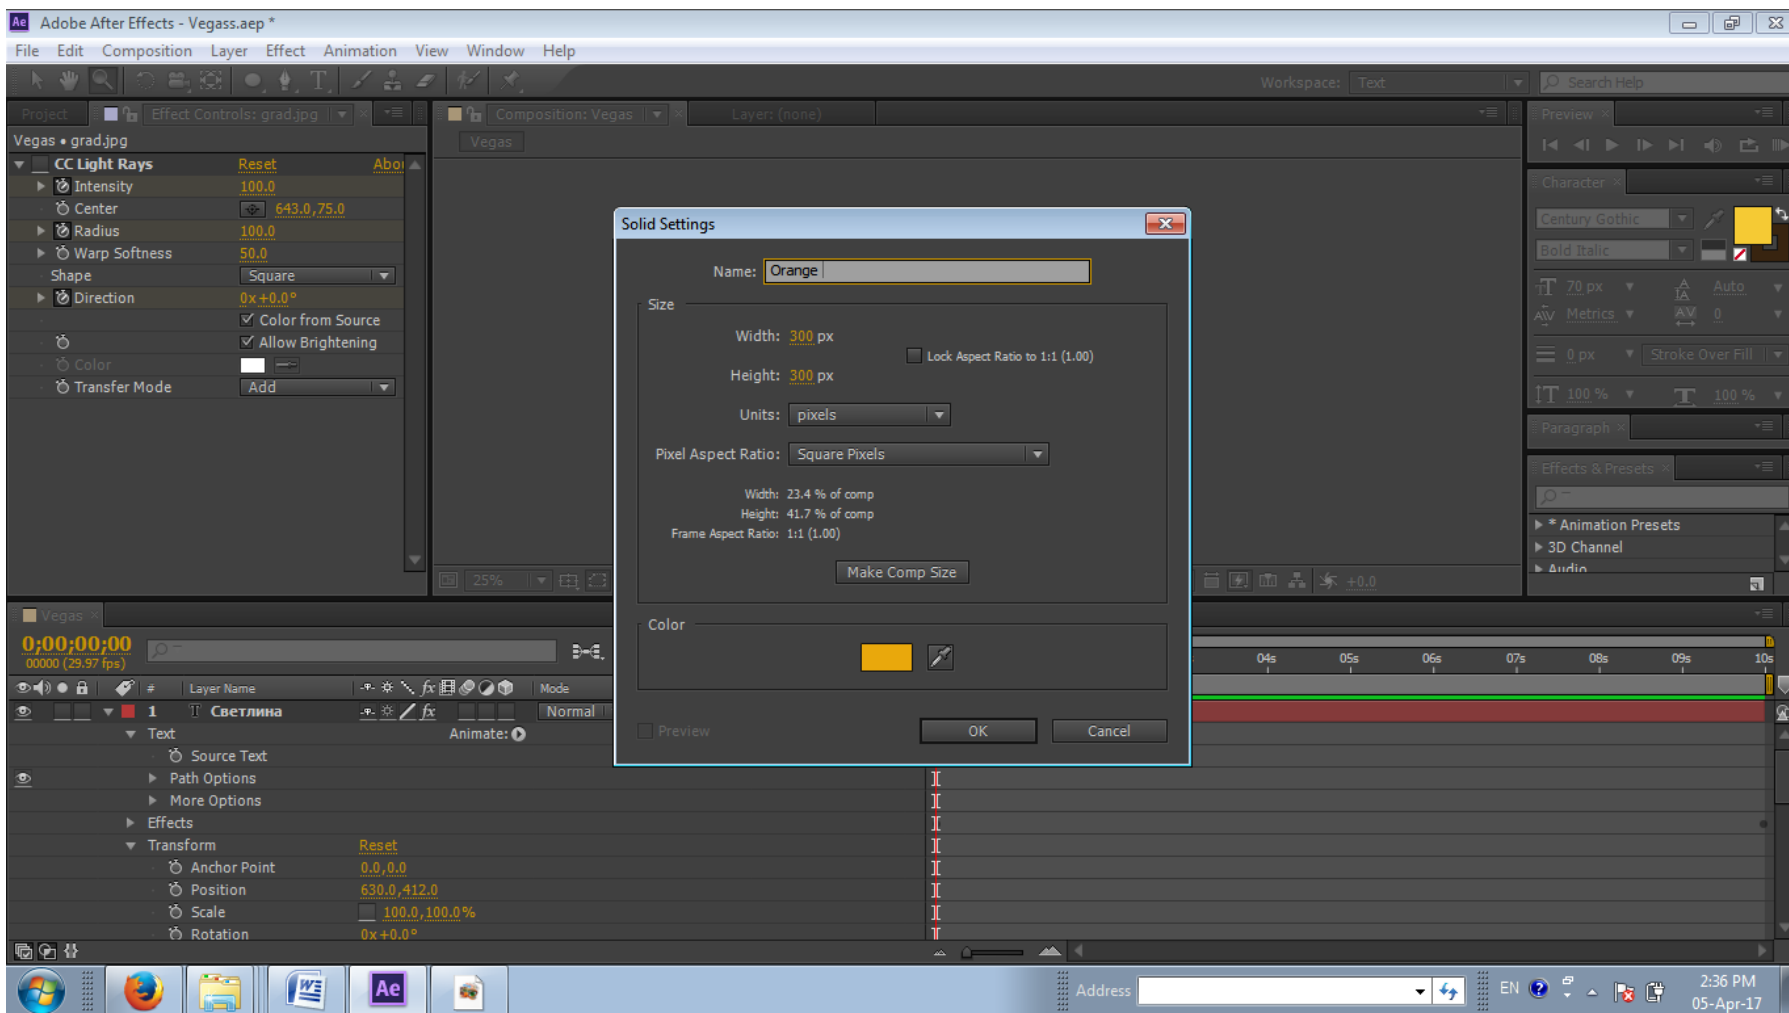 Adobe After Effects - Vegass.aep *
File Edit Composition Layer Effect Animation View Window Help
Workspace: Text Search Help
Project Effect Controls: grad.jpg Composition: Vegas Layer: (none) Preview
Vegas • grad.jpg
Vegas
CC Light Rays Reset Abou
Intensity 100.0
Center 643.0,75.0
Radius 100.0
Warp Softness 50.0
Shape Square
Direction 0x+0.0°
Color from Source
Allow Brightening
Color
Transfer Mode Add
25%
+0.0
Solid Settings
Name: Orange
Size
Width: 300 px
Lock Aspect Ratio to 1:1 (1.00)
Height: 300 px
Units: pixels
Pixel Aspect Ratio: Square Pixels
Width: 23.4 % of comp
Height: 41.7 % of comp
Frame Aspect Ratio: 1:1 (1.00)
Make Comp Size
Color
Preview OK Cancel
Character
Century Gothic
Bold Italic
70 px Auto
Metrics 0
0 px Stroke Over Fill
100 % 100 %
Paragraph
Effects & Presets
* Animation Presets
3D Channel
Audio
Vegas
0;00;00;00
00000 (29.97 fps)
04s 05s 06s 07s 08s 09s 10s
# Layer Name Mode
1 T Светлина Normal
Text Animate:
Source Text
Path Options
More Options
Effects
Transform Reset
Anchor Point 0.0,0.0
Position 630.0,412.0
Scale 100.0,100.0%
Rotation 0x+0.0°
Address EN 2:36 PM
05-Apr-17